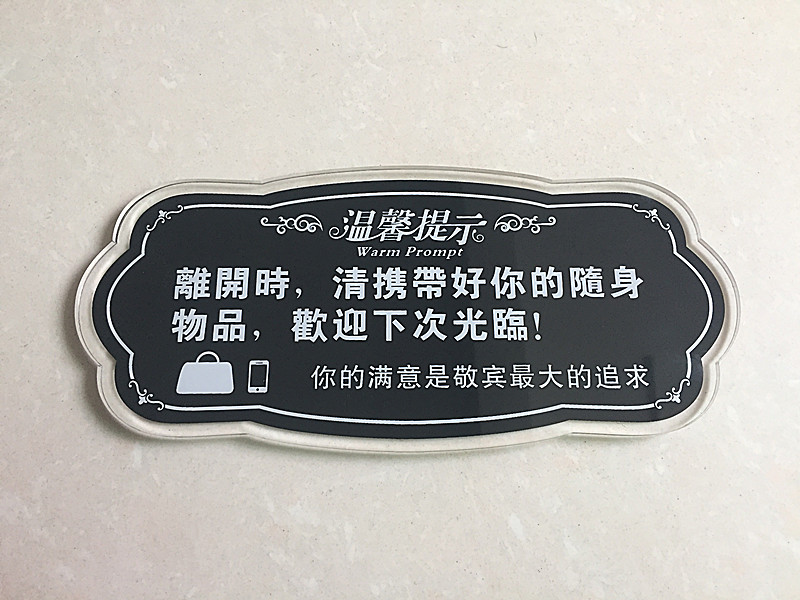 温馨提示
Warm Prompt
離開時，清携帶好你的隨身
物品，歡迎下次光臨!
你的满意是敬宾最大的追求